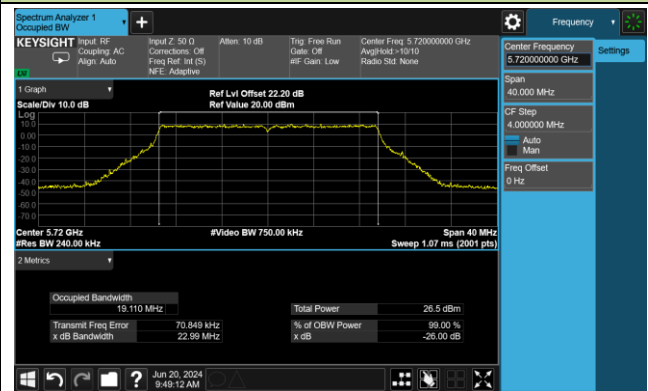 Spectrum Analyzer 1
Occupied BW
Frequency
KEYSIGHT
Input: RF
Coupling: AC
Align: Auto
Input Z: 50 Ω
Corrections: Off
Freq Ref: Int (S)
NFE: Adaptive
Atten: 10 dB
Trig: Free Run
Gate: Off
#IF Gain: Low
Center Freq: 5.720000000 GHz
Avg|Hold:>10/10
Radio Std: None
Center Frequency
5.720000000 GHz
Settings
Span
40.000 MHz
CF Step
4.000000 MHz
Auto
Man
Freq Offset
0 Hz
1 Graph
Scale/Div 10.0 dB
Ref Lvl Offset 22.20 dB
Ref Value 20.00 dBm
Log
10.0
0.00
-10.0
-20.0
-30.0
-40.0
-50.0
-60.0
-70.0
Center 5.72 GHz
#Res BW 240.00 kHz
#Video BW 750.00 kHz
Span 40 MHz
Sweep 1.07 ms (2001 pts)
2 Metrics
Occupied Bandwidth
19.110 MHz
Transmit Freq Error 70.849 kHz
x dB Bandwidth 22.99 MHz
Total Power 26.5 dBm
% of OBW Power 99.00 %
x dB -26.00 dB
Jun 20, 2024
9:49:12 AM